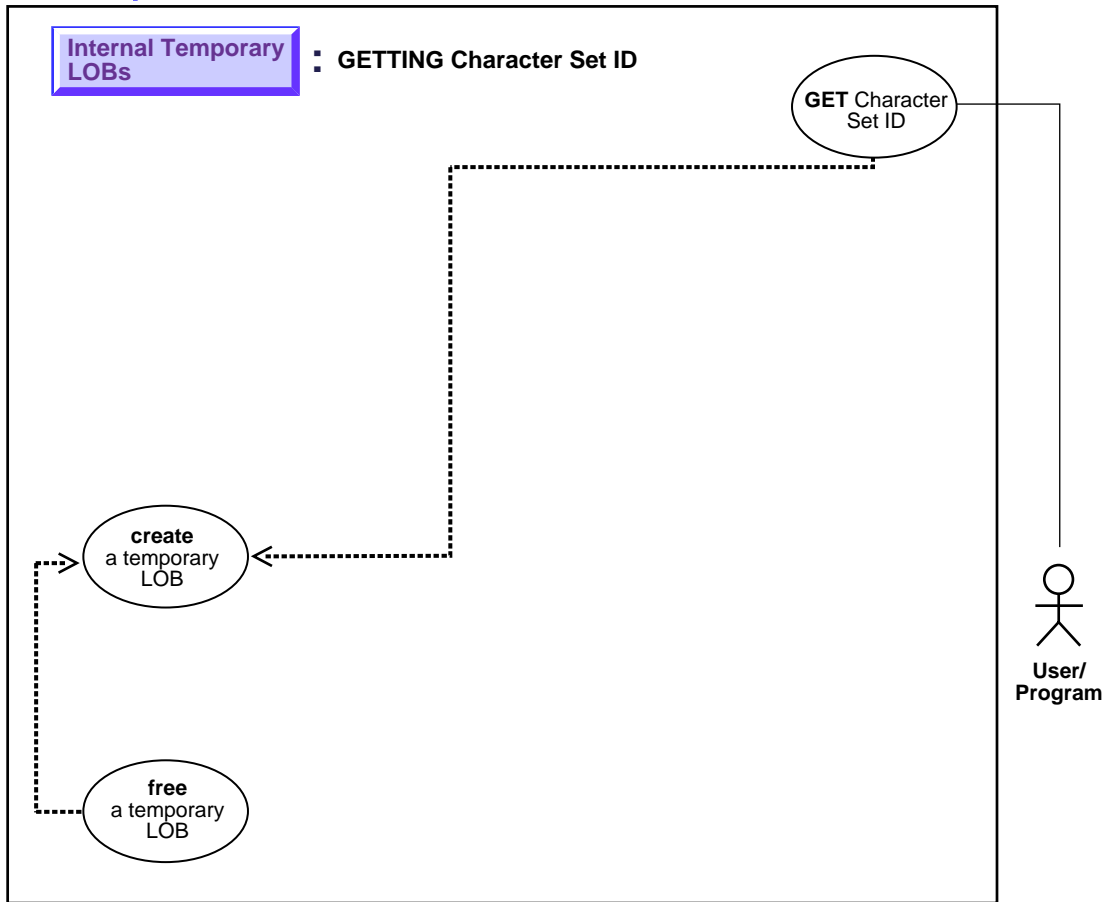 Internal Temporary
LOBs
: GETTING Character Set ID
GET Character
Set ID
create
a temporary
LOB
User/
Program
free
a temporary
LOB